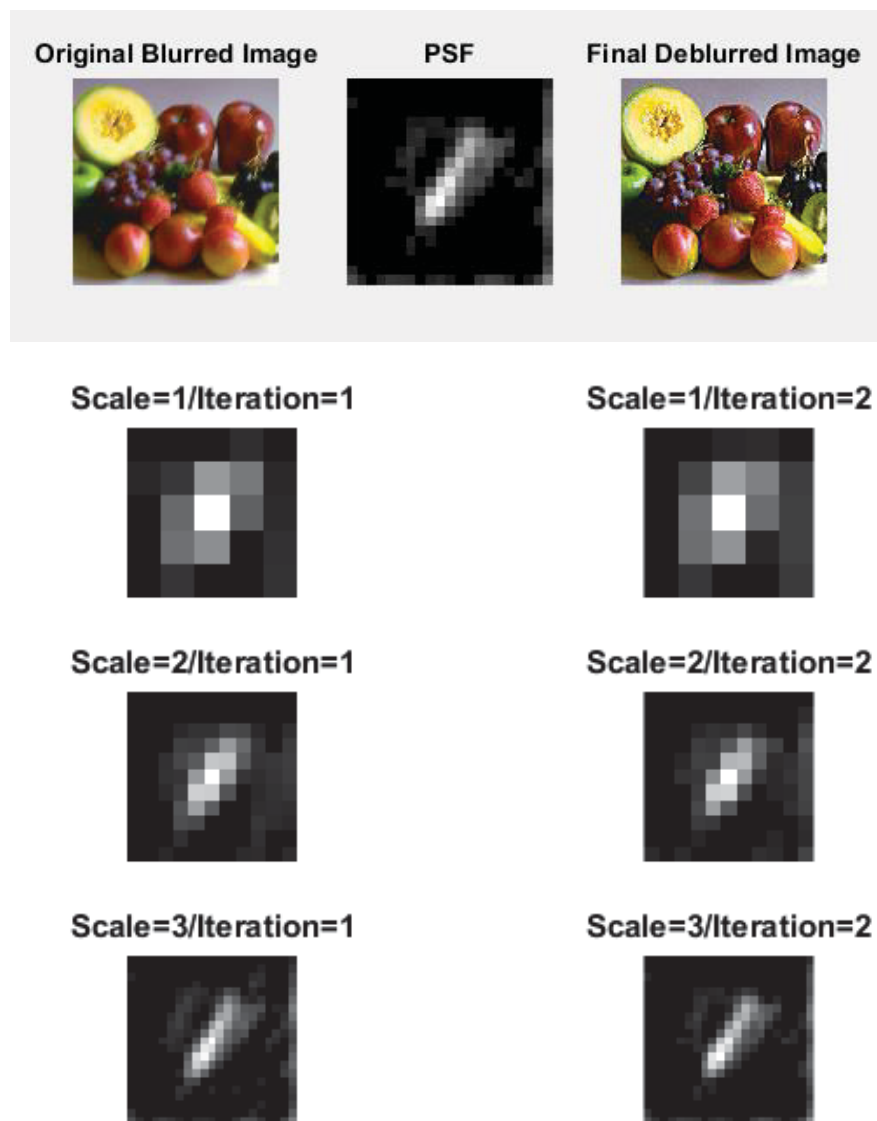 Original Blurred Image
PSF
Final Deblurred Image
Scale=1/Iteration=1
Scale=1/Iteration=2
Scale=2/Iteration=1
Scale=2/Iteration=2
Scale=3/Iteration=1
Scale=3/Iteration=2